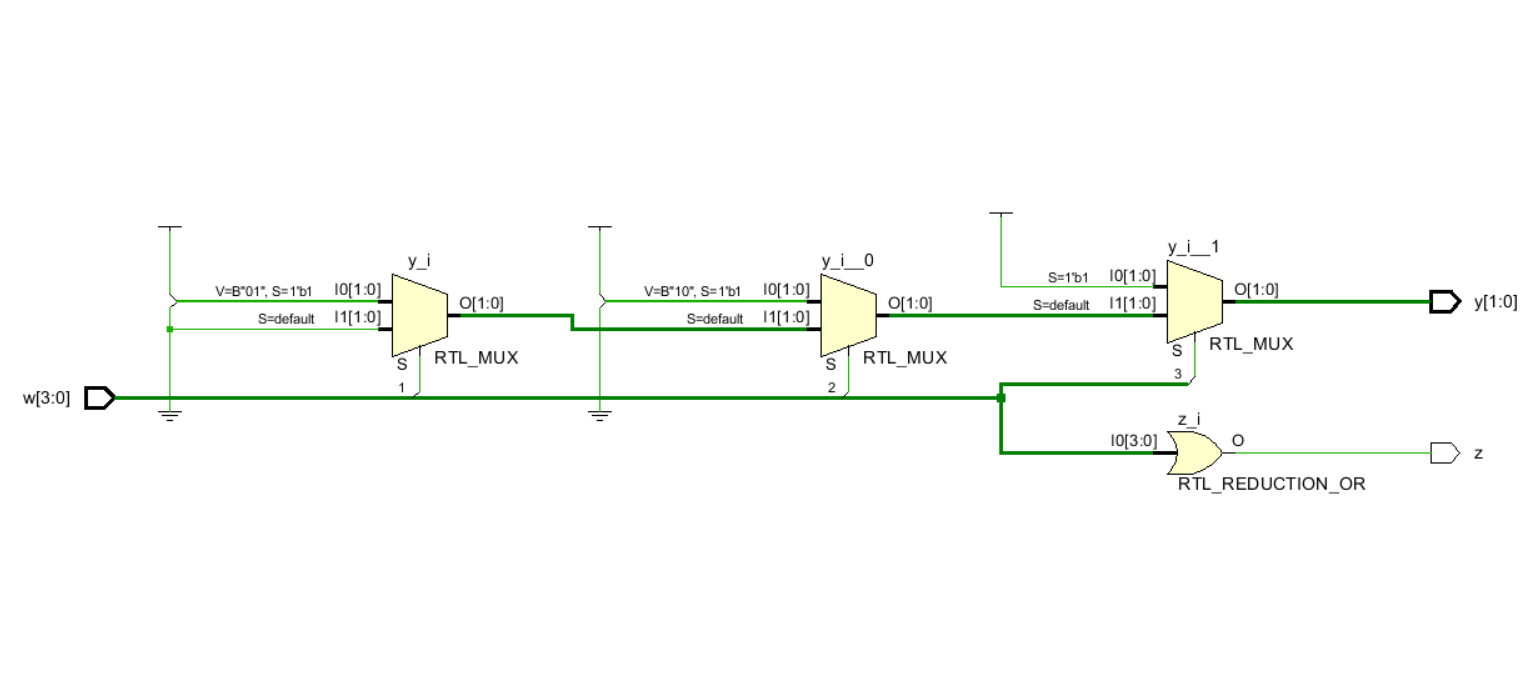 y_i
V=B"01", S=1'b1
I0[1:0]
S=default
I1[1:0]
O[1:0]
S
RTL_MUX
1
y_i__0
V=B"10", S=1'b1
I0[1:0]
S=default
I1[1:0]
O[1:0]
S
RTL_MUX
2
y_i__1
S=1'b1
I0[1:0]
S=default
I1[1:0]
O[1:0]
S
RTL_MUX
3
y[1:0]
w[3:0]
z_i
I0[3:0]
O
RTL_REDUCTION_OR
z